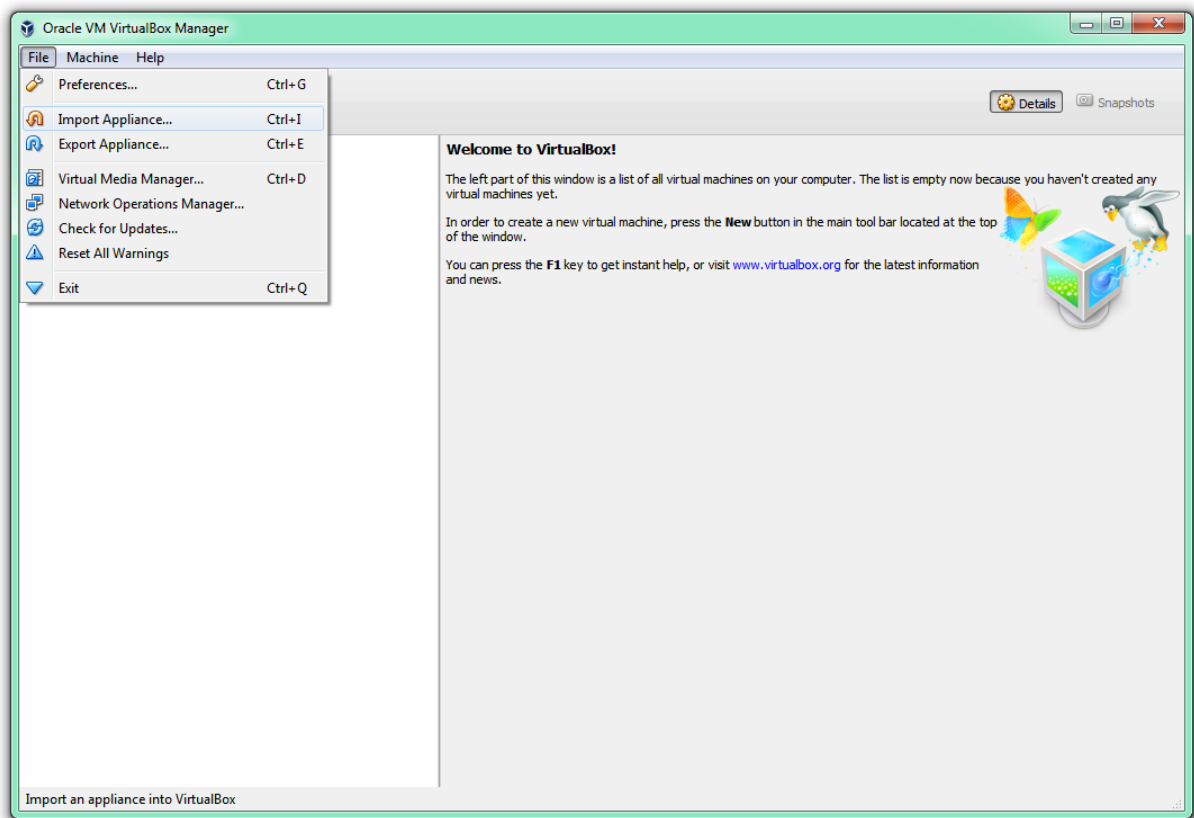 Oracle VM VirtualBox Manager
File Machine Help
Preferences... Ctrl+G
Import Appliance... Ctrl+I
Export Appliance... Ctrl+E
Virtual Media Manager... Ctrl+D
Network Operations Manager...
Check for Updates...
Reset All Warnings
Exit Ctrl+Q
Details Snapshots
Welcome to VirtualBox!
The left part of this window is a list of all virtual machines on your computer. The list is empty now because you haven't created any
virtual machines yet.
In order to create a new virtual machine, press the New button in the main tool bar located at the top
of the window.
You can press the F1 key to get instant help, or visit www.virtualbox.org for the latest information
and news.
Import an appliance into VirtualBox